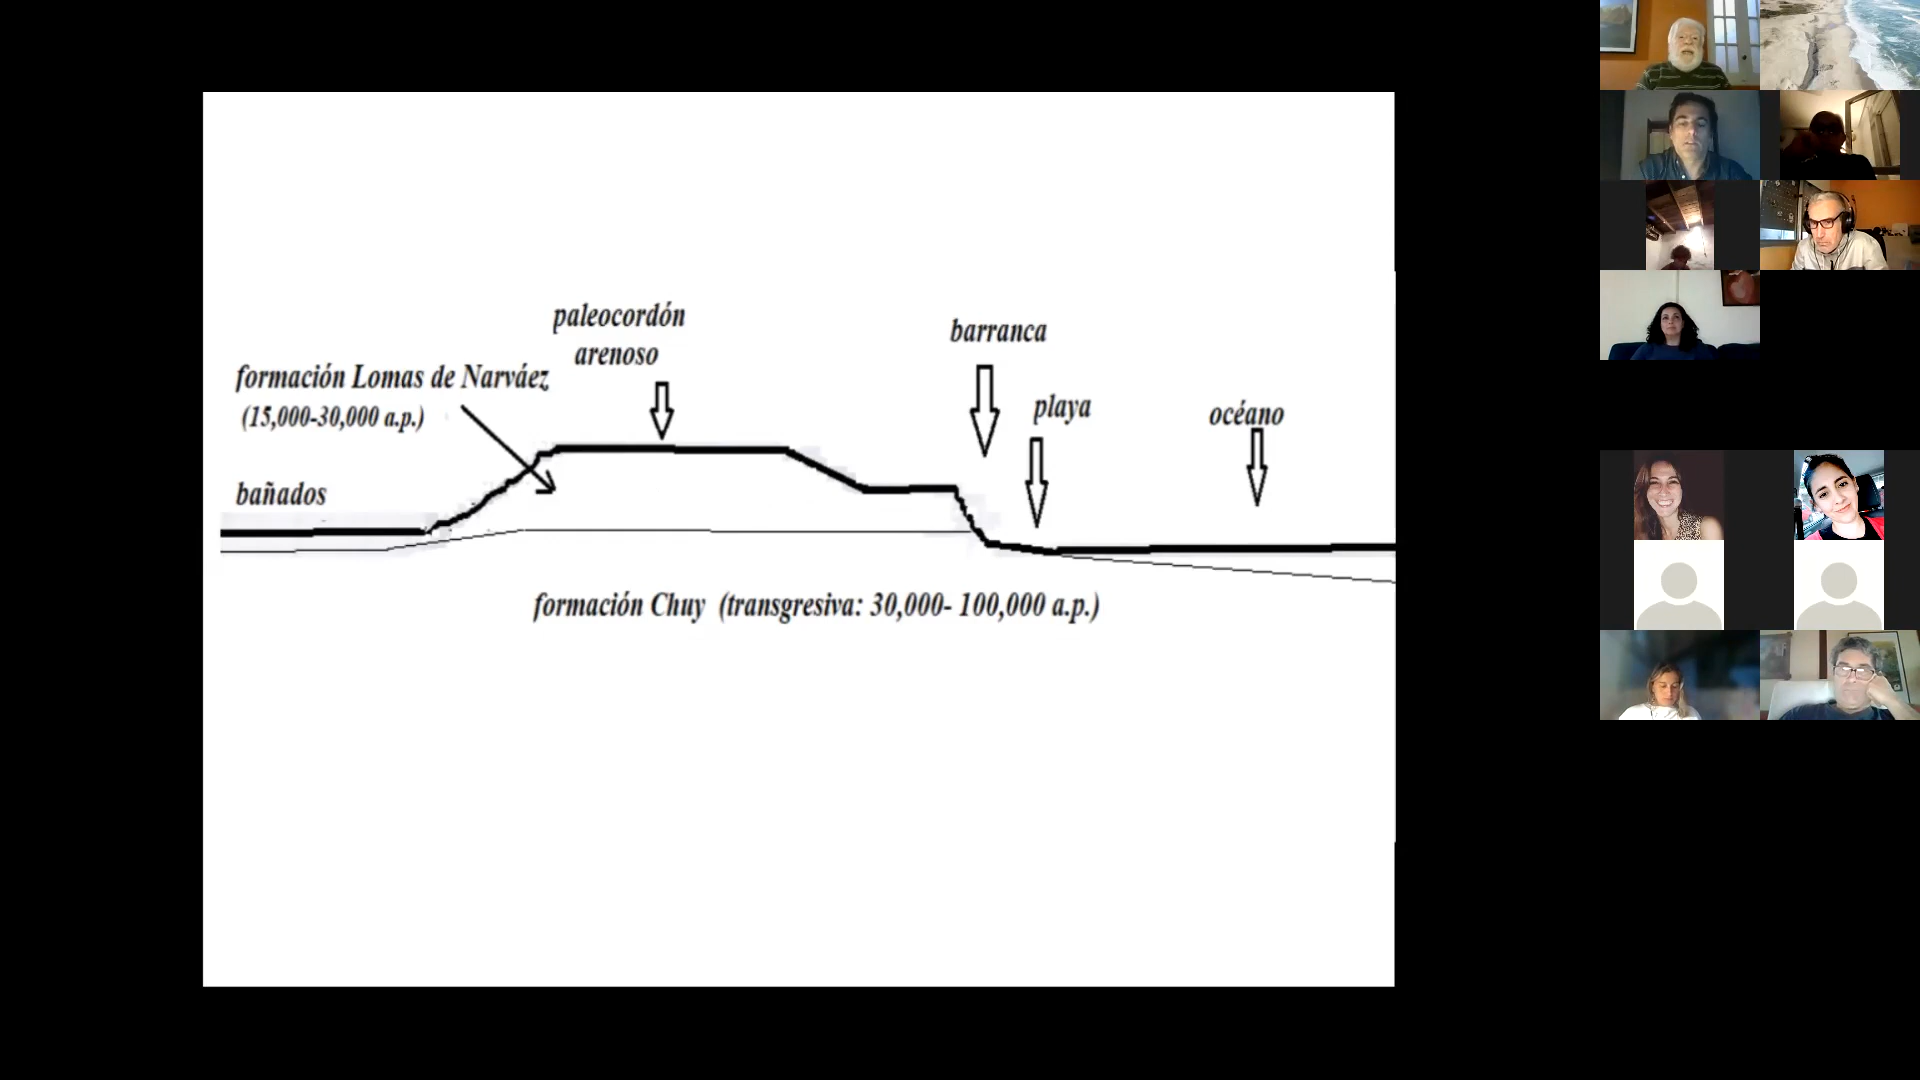 paleocordón
arenoso
barranca
formación Lomas de Narváez
(15,000-30,000 a.p.)
playa
océano
bañados
formación Chuy (transgresiva: 30,000- 100,000 a.p.)